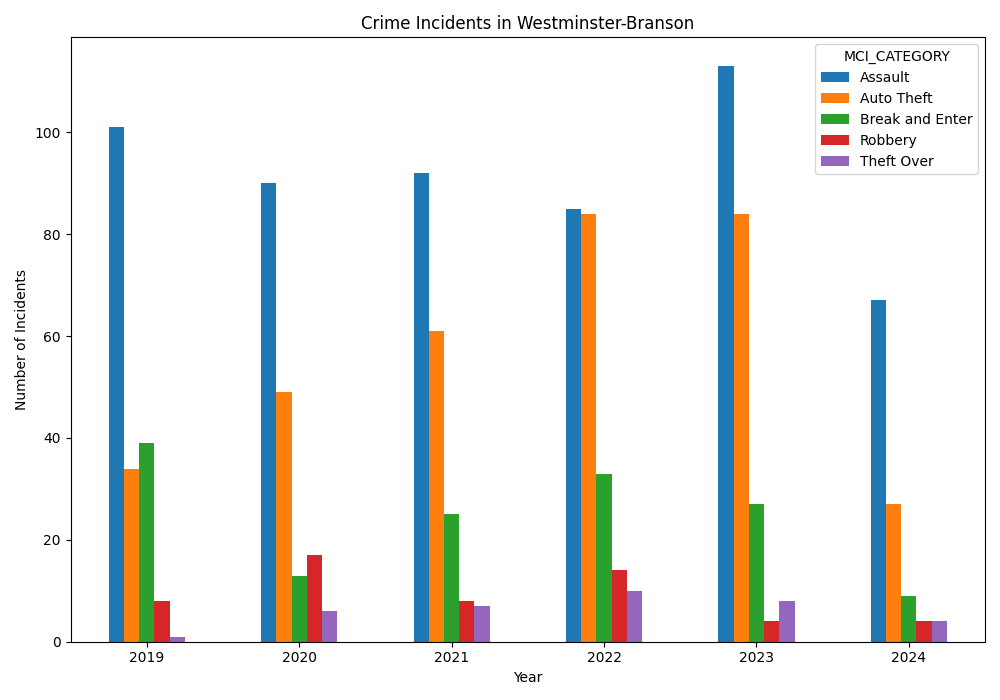 Crime Incidents in Westminster-Branson
MCI_CATEGORY
Assault
Auto Theft
Break and Enter
Robbery
Theft Over
Number of Incidents
100
80
60
40
20
0
2019 2020 2021 2022 2023 2024
Year